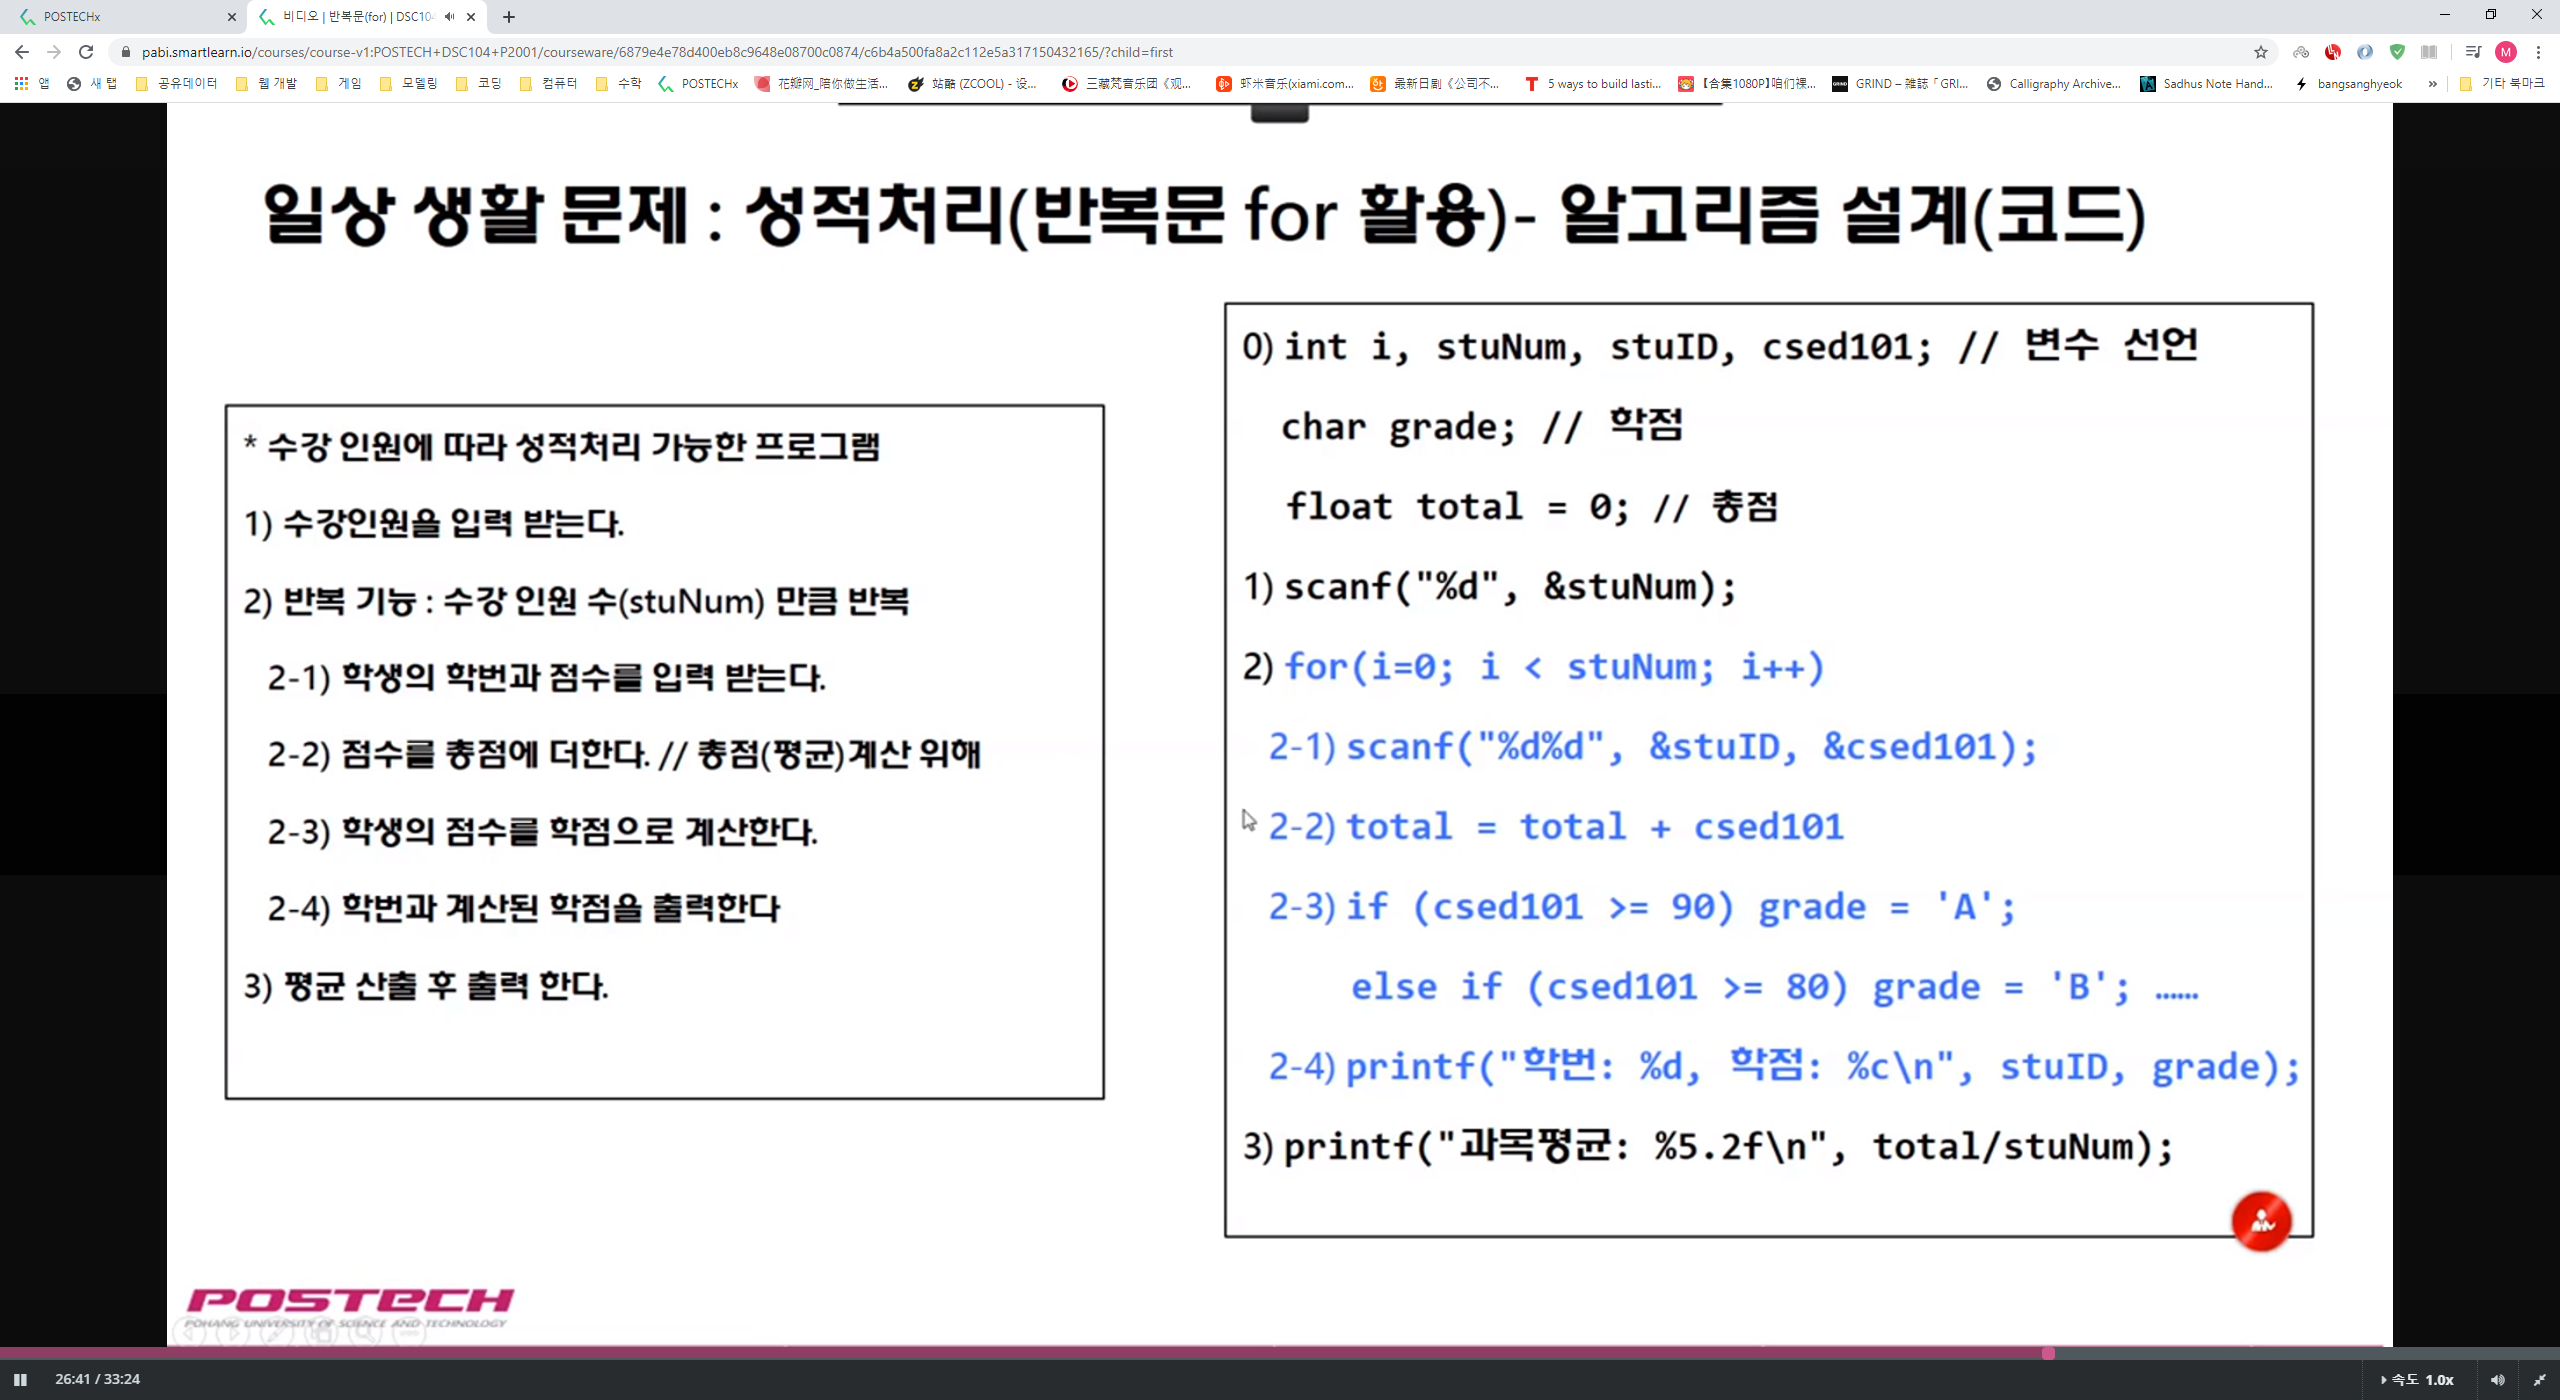 POSTECHx
비디오 | 반복문(for) | DSC10
pabi.smartlearn.io/courses/course-v1:POSTECH+DSC104+P2001/courseware/6879e4e78d400eb8c9648e08700c0874/c6b4a500fa8a2c112e5a317150432165/?child=first
앱 새 탭 공유데이터 웹 개발 게임 모델링 코딩 컴퓨터 수학 POSTECHx 花瓣网_陪你做生活... 站酷 (ZCOOL) - 设... 三藏梵音乐团《观... 虾米音乐(xiami.com... 最新日剧《公司不... 5 ways to build lasti... 【合集1080P】咱们裸... GRIND – 雑誌「GRI... Calligraphy Archive... Sadhus Note Hand... bangsanghyeok » 기타 북마크
일상 생활 문제 : 성적처리(반복문 for 활용)- 알고리즘 설계(코드)
* 수강 인원에 따라 성적처리 가능한 프로그램
1) 수강인원을 입력 받는다.
2) 반복 기능 : 수강 인원 수(stuNum) 만큼 반복
2-1) 학생의 학번과 점수를 입력 받는다.
2-2) 점수를 총점에 더한다. // 총점(평균)계산 위해
2-3) 학생의 점수를 학점으로 계산한다.
2-4) 학번과 계산된 학점을 출력한다
3) 평균 산출 후 출력 한다.
0) int i, stuNum, stuID, csed101; // 변수 선언
char grade; // 학점
float total = 0; // 총점
1) scanf("%d", &stuNum);
2) for(i=0; i < stuNum; i++)
2-1) scanf("%d%d", &stuID, &csed101);
2-2) total = total + csed101
2-3) if (csed101 >= 90) grade = 'A';
else if (csed101 >= 80) grade = 'B'; ......
2-4) printf("학번: %d, 학점: %c\n", stuID, grade);
3) printf("과목평균: %5.2f\n", total/stuNum);
POSTECH
POHANG UNIVERSITY OF SCIENCE AND TECHNOLOGY
26:41 / 33:24
속도 1.0x